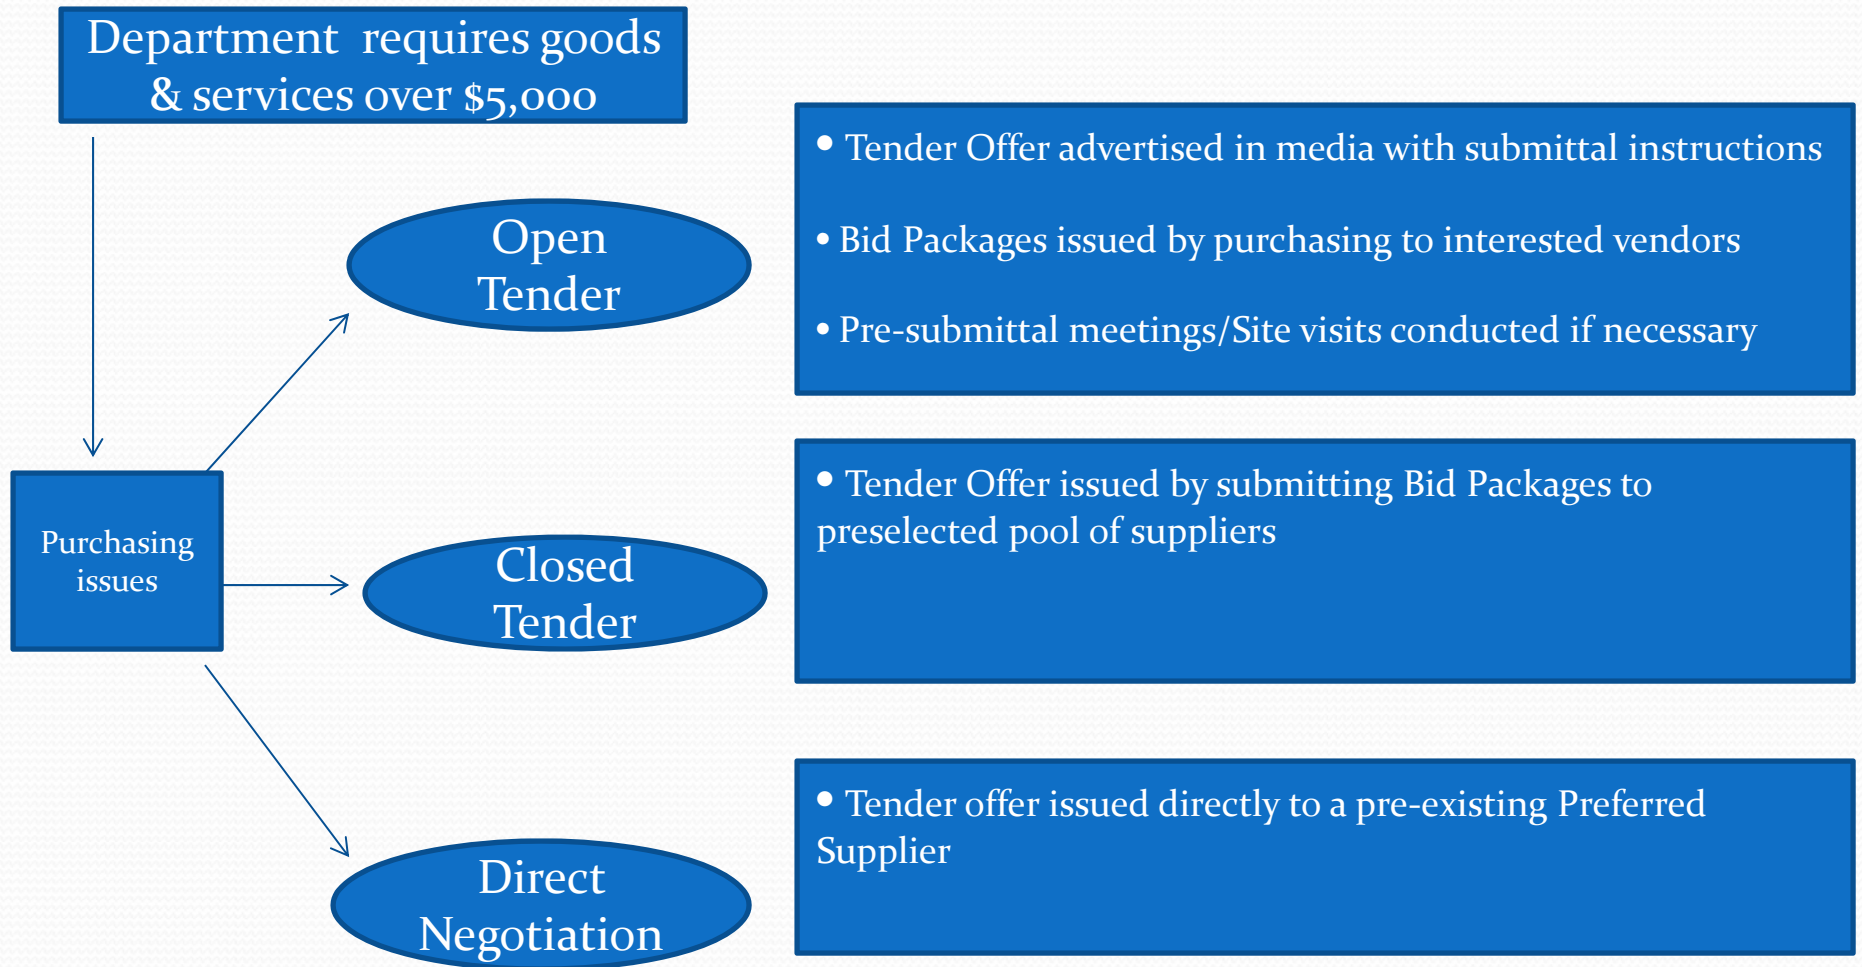 Department requires goods
& services over $5,000
• Tender Offer advertised in media with submittal instructions
• Bid Packages issued by purchasing to interested vendors
• Pre-submittal meetings/Site visits conducted if necessary
Open
Tender
Purchasing
issues
Closed
Tender
• Tender Offer issued by submitting Bid Packages to
preselected pool of suppliers
Direct
Negotiation
• Tender offer issued directly to a pre-existing Preferred
Supplier